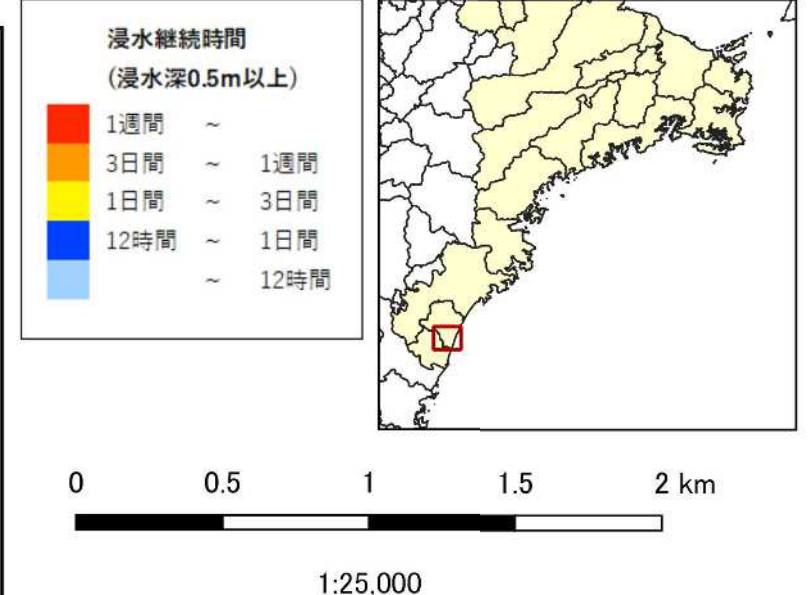 浸水継続時間
(浸水深0.5m以上)
1週間 ~
3日間 ~ 1週間
1日間 ~ 3日間
12時間 ~ 1日間
~ 12時間
0 0.5 1 1.5 2 km
1:25,000